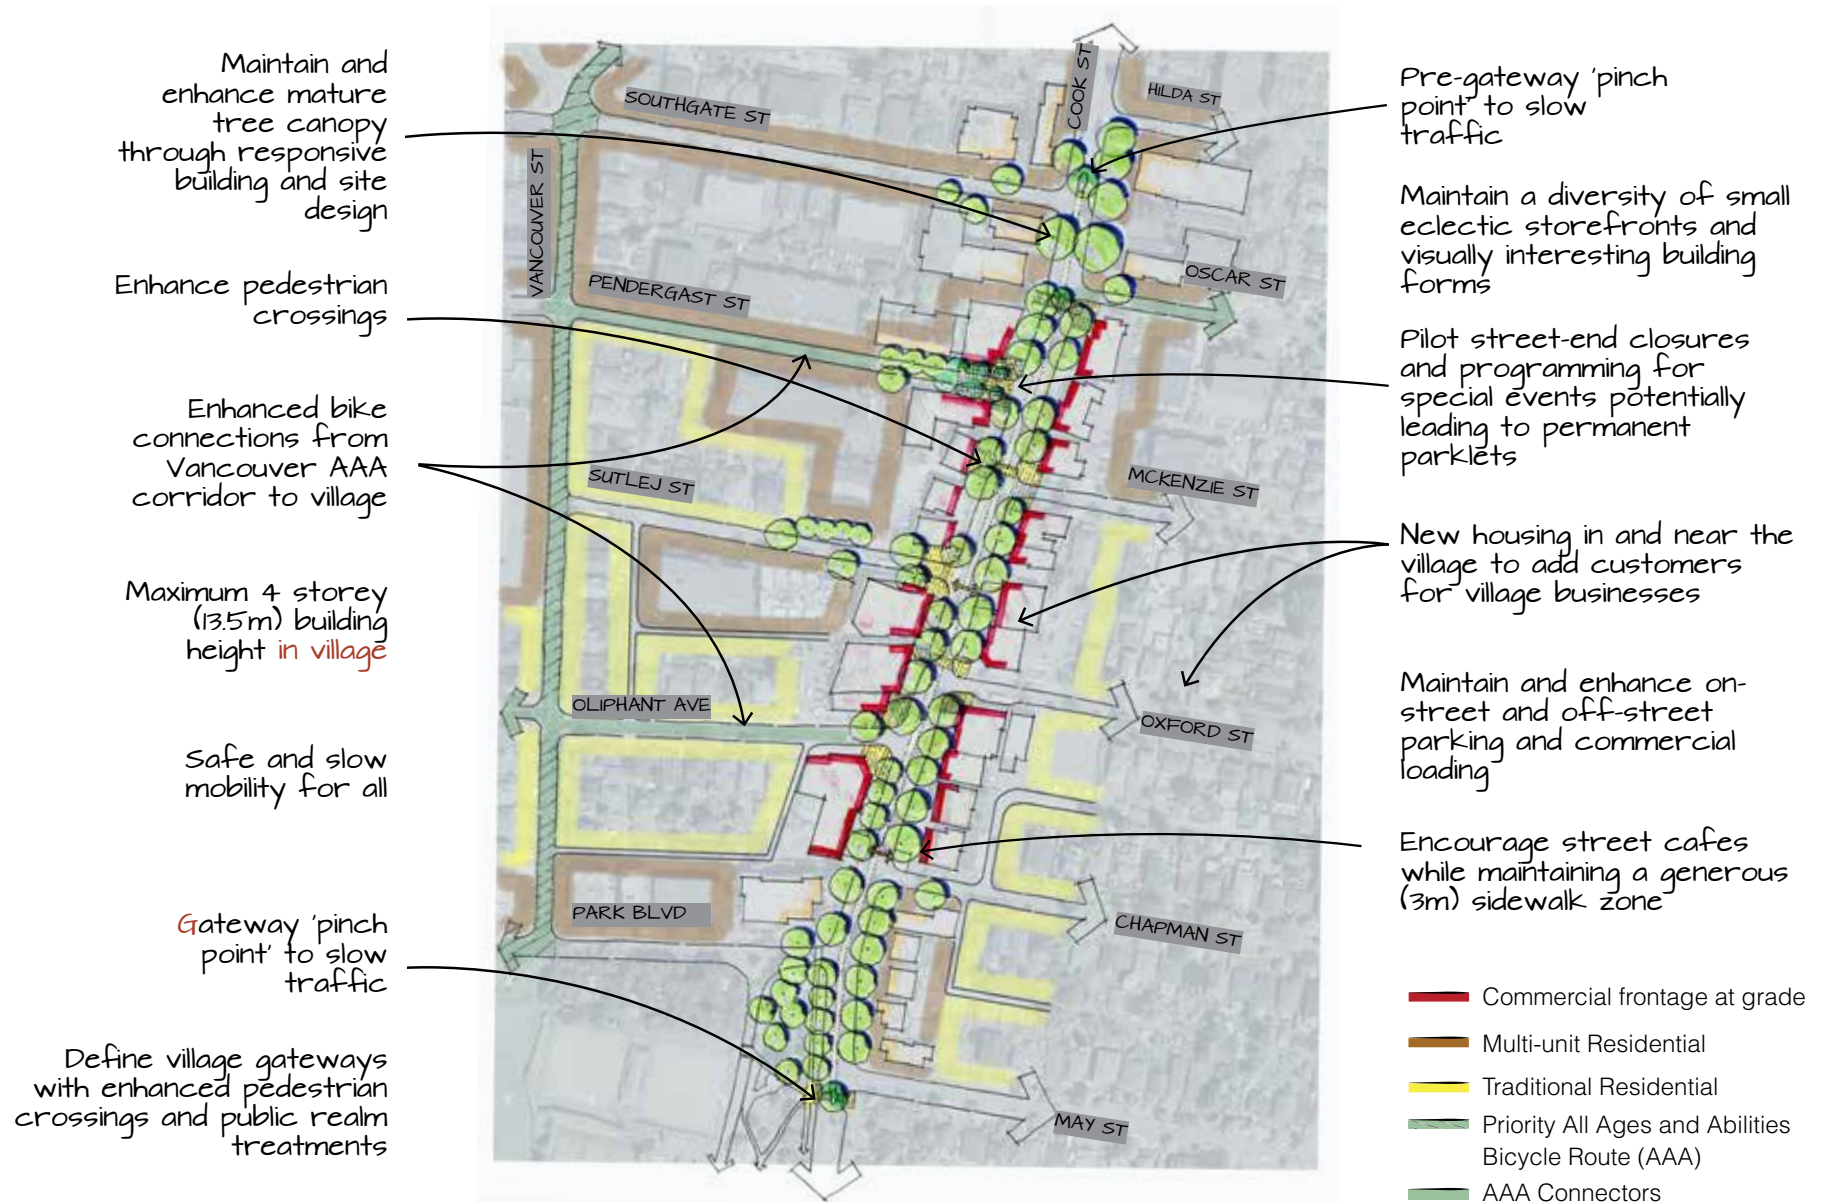 Maintain and
enhance mature
tree canopy
through responsive
building and site
design
Enhance pedestrian
crossings
Enhanced bike
connections from
Vancouver AAA
corridor to village
Maximum 4 storey
(13.5m) building
height in village
Safe and slow
mobility for all
Gateway 'pinch
point' to slow
traffic
Define village gateways
with enhanced pedestrian
crossings and public realm
treatments
SOUTHGATE ST
COOK ST
HILDA ST
VANCOUVER ST
PENDERGAST ST
OSCAR ST
SUTLEJ ST
MCKENZIE ST
OLIPHANT AVE
OXFORD ST
PARK BLVD
CHAPMAN ST
MAY ST
Pre-gateway 'pinch
point' to slow
traffic
Maintain a diversity of small
eclectic storefronts and
visually interesting building
forms
Pilot street-end closures
and programming for
special events potentially
leading to permanent
parklets
New housing in and near the
village to add customers
for village businesses
Maintain and enhance on-
street and off-street
parking and commercial
loading
Encourage street cafes
while maintaining a generous
(3m) sidewalk zone
Commercial frontage at grade
Multi-unit Residential
Traditional Residential
Priority All Ages and Abilities
Bicycle Route (AAA)
AAA Connectors